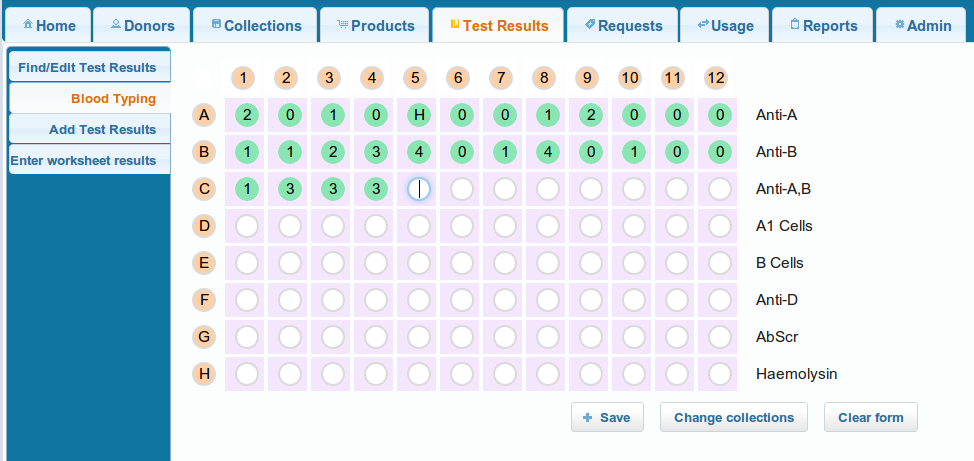 Home Donors Collections Products Test Results Requests Usage Reports Admin
Find/Edit Test Results
Blood Typing
Add Test Results
Enter worksheet results
1 2 3 4 5 6 7 8 9 10 11 12
A 2 0 1 0 H 0 0 1 2 0 0 0 Anti-A
B 1 1 2 3 4 0 1 4 0 1 0 0 Anti-B
C 1 3 3 3 Anti-A,B
D A1 Cells
E B Cells
F Anti-D
G AbScr
H Haemolysin
+ Save Change collections Clear form